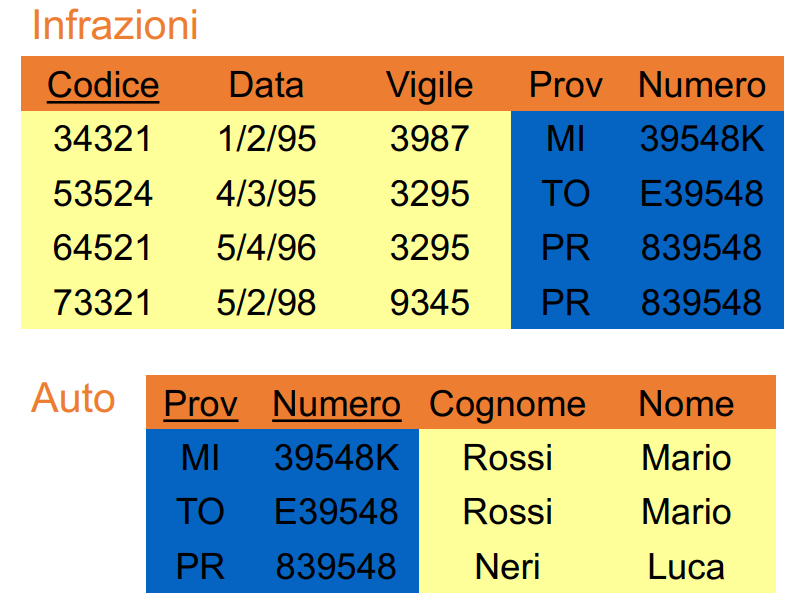 Infrazioni
Codice Data Vigile Prov Numero
34321 1/2/95 3987 MI 39548K
53524 4/3/95 3295 TO E39548
64521 5/4/96 3295 PR 839548
73321 5/2/98 9345 PR 839548
Auto Prov Numero Cognome Nome
MI 39548K Rossi Mario
TO E39548 Rossi Mario
PR 839548 Neri Luca